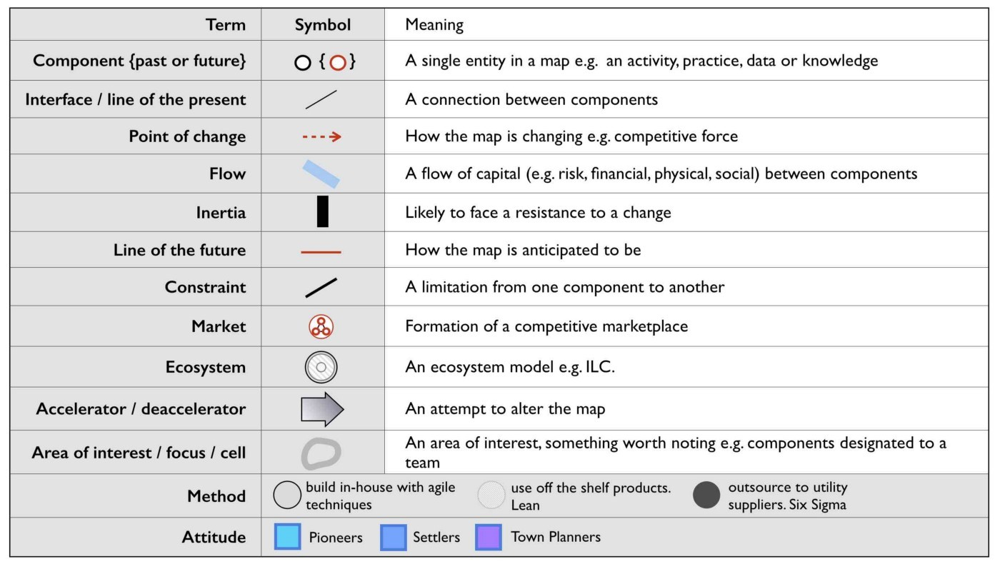 Term Symbol Meaning
Component {past or future} { } A single entity in a map e.g. an activity, practice, data or knowledge
Interface / line of the present A connection between components
Point of change How the map is changing e.g. competitive force
Flow A flow of capital (e.g. risk, financial, physical, social) between components
Inertia Likely to face a resistance to a change
Line of the future How the map is anticipated to be
Constraint A limitation from one component to another
Market Formation of a competitive marketplace
Ecosystem An ecosystem model e.g. ILC.
Accelerator / deaccelerator An attempt to alter the map
Area of interest / focus / cell An area of interest, something worth noting e.g. components designated to a
team
Method build in-house with agile use off the shelf products. outsource to utility
techniques Lean suppliers. Six Sigma
Attitude Pioneers Settlers Town Planners